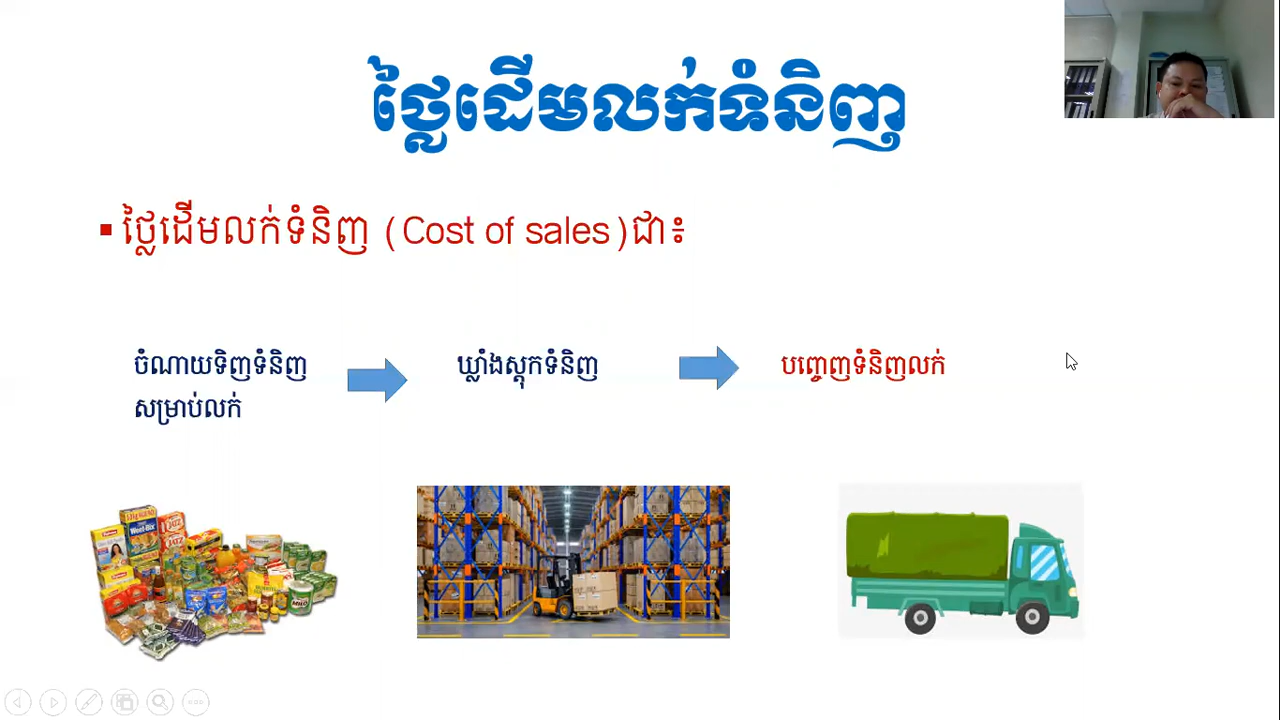 ថ្លៃដើមលក់ទំនិញ
▪ ថ្លៃដើមលក់ទំនិញ (Cost of sales)ជា៖
ចំណាយទិញទំនិញ
សម្រាប់លក់
ឃ្លាំងស្តុកទំនិញ
បញ្ចេញទំនិញលក់